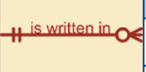 is written in